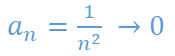 aₙ = 1/n² → 0